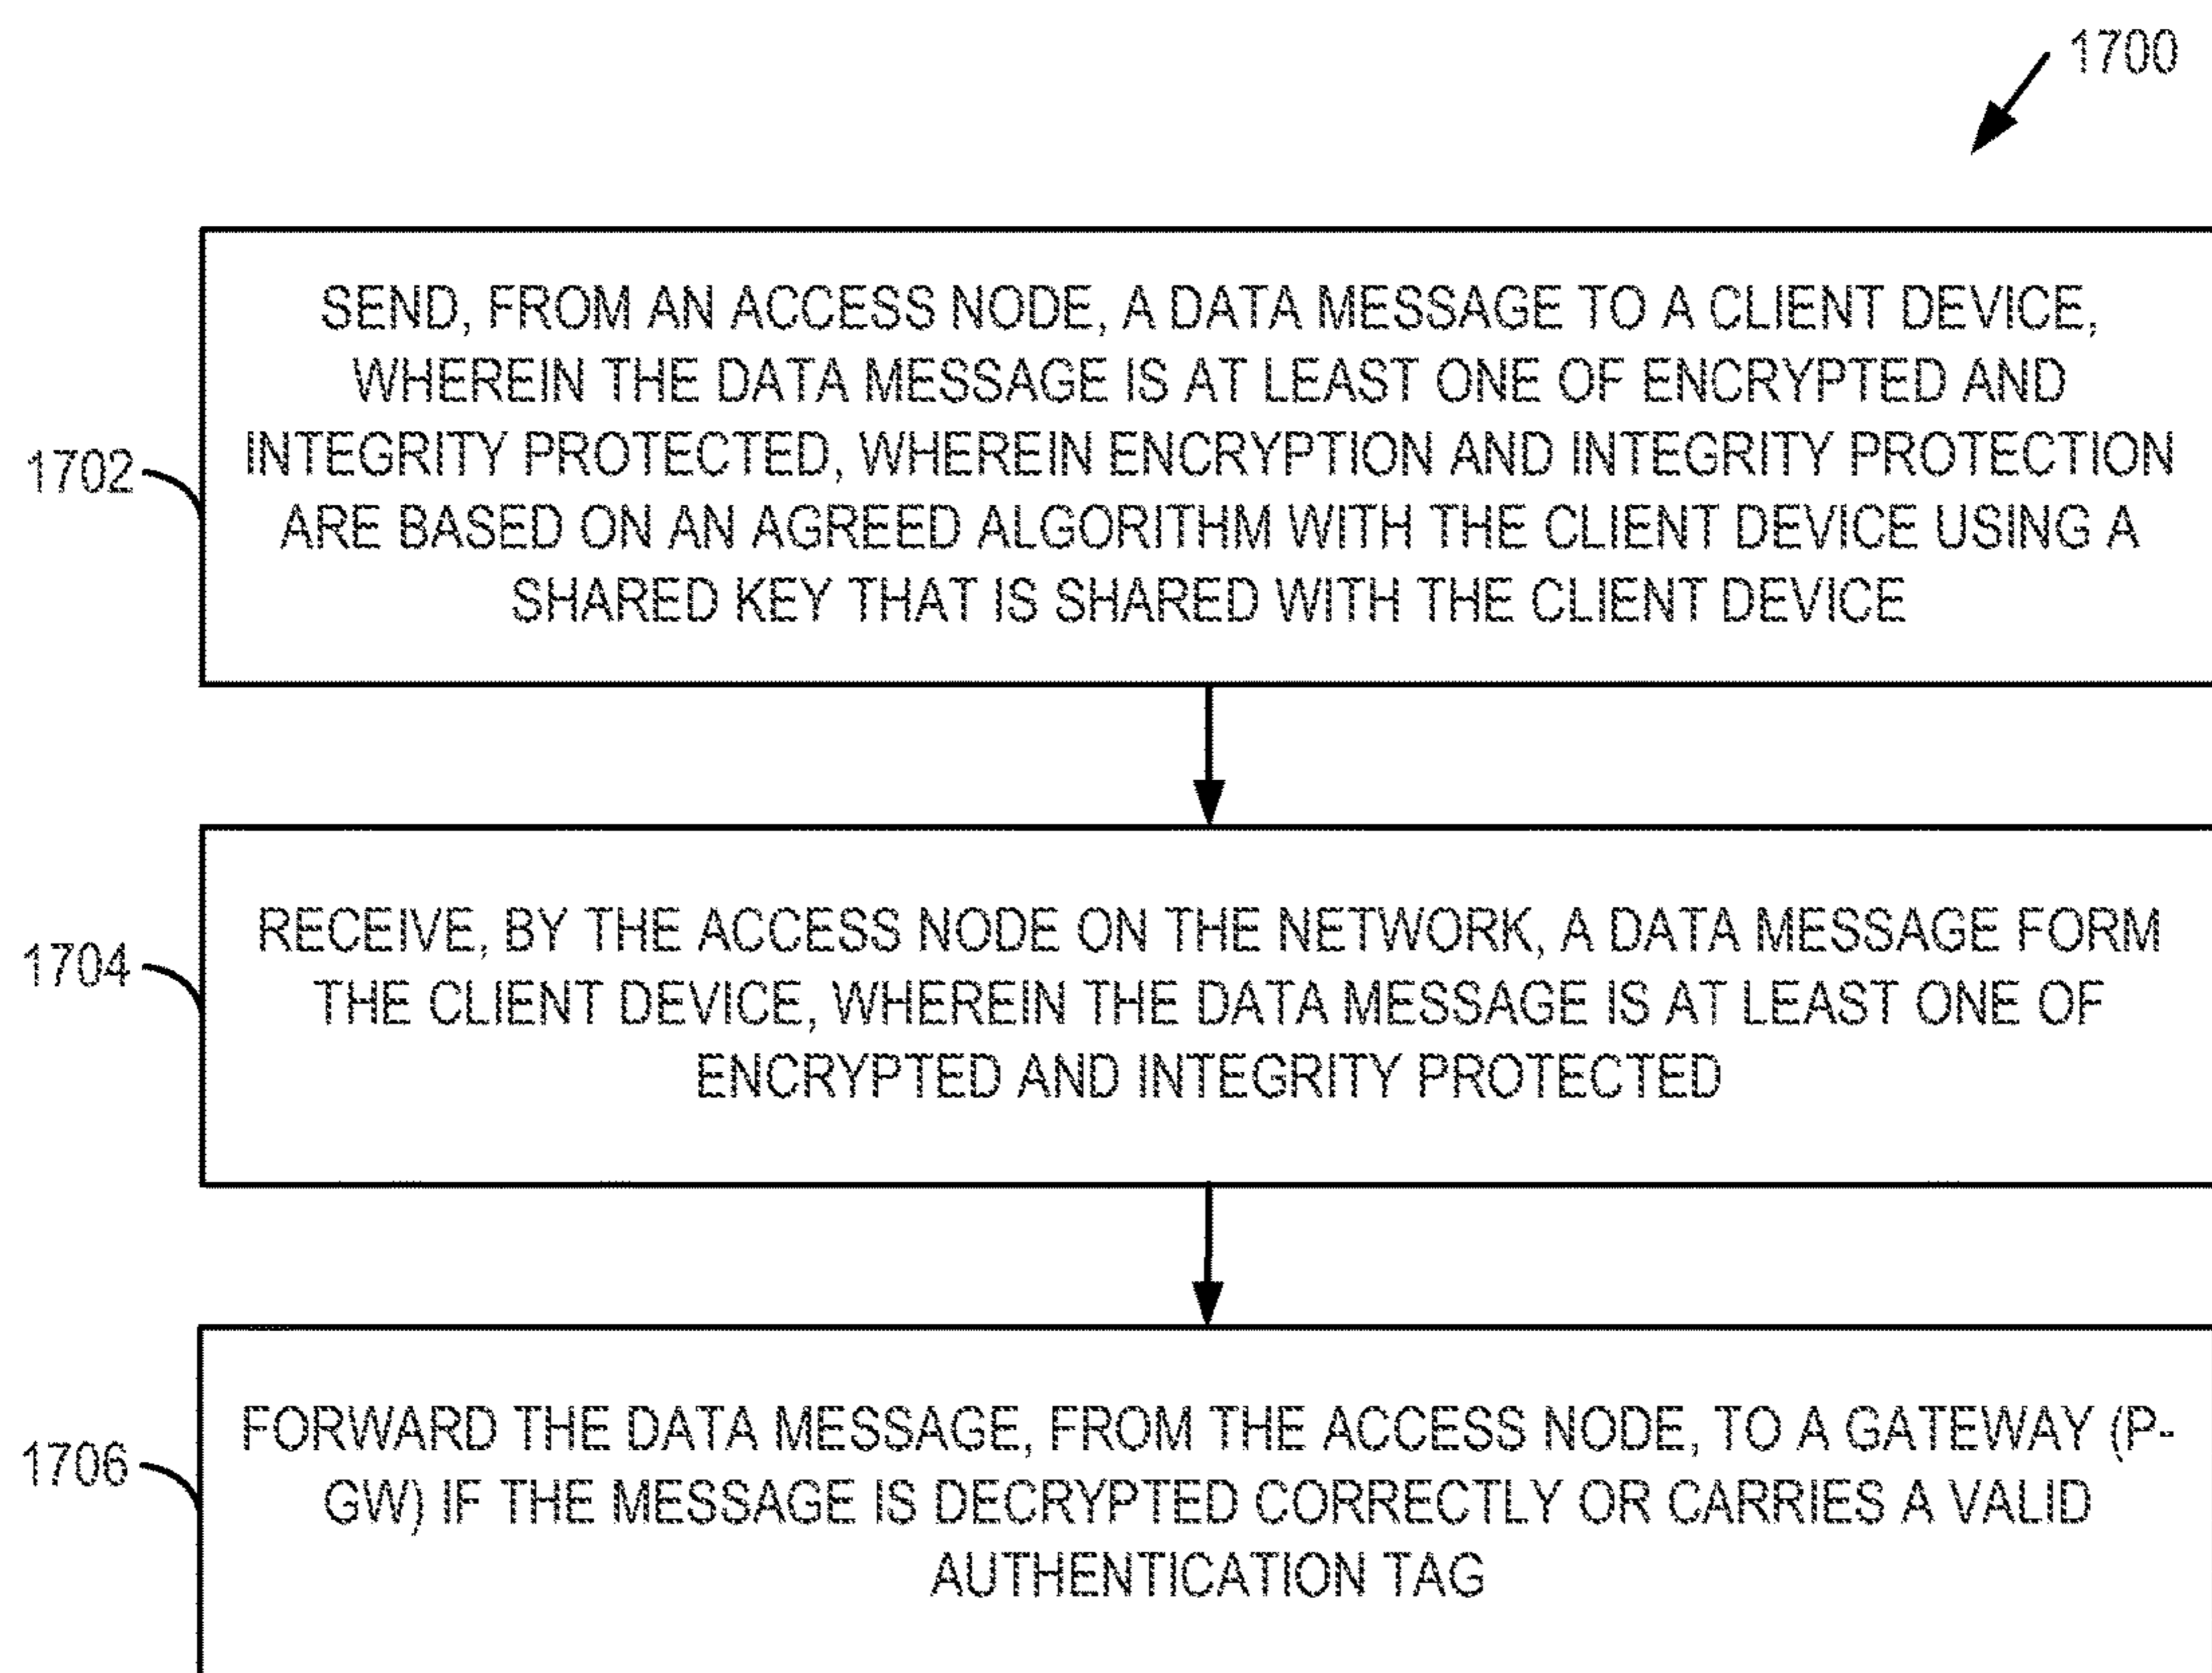 1700
SEND, FROM AN ACCESS NODE, A DATA MESSAGE TO A CLIENT DEVICE,
WHEREIN THE DATA MESSAGE IS AT LEAST ONE OF ENCRYPTED AND
INTEGRITY PROTECTED, WHEREIN ENCRYPTION AND INTEGRITY PROTECTION
1702
ARE BASED ON AN AGREED ALGORITHM WITH THE CLIENT DEVICE USING A
SHARED KEY THAT IS SHARED WITH THE CLIENT DEVICE
RECEIVE, BY THE ACCESS NODE ON THE NETWORK, A DATA MESSAGE FORM
1704
THE CLIENT DEVICE, WHEREIN THE DATA MESSAGE IS AT LEAST ONE OF
ENCRYPTED AND INTEGRITY PROTECTED
FORWARD THE DATA MESSAGE, FROM THE ACCESS NODE, TO A GATEWAY (P-
1706
GW) IF THE MESSAGE IS DECRYPTED CORRECTLY OR CARRIES A VALID
AUTHENTICATION TAG